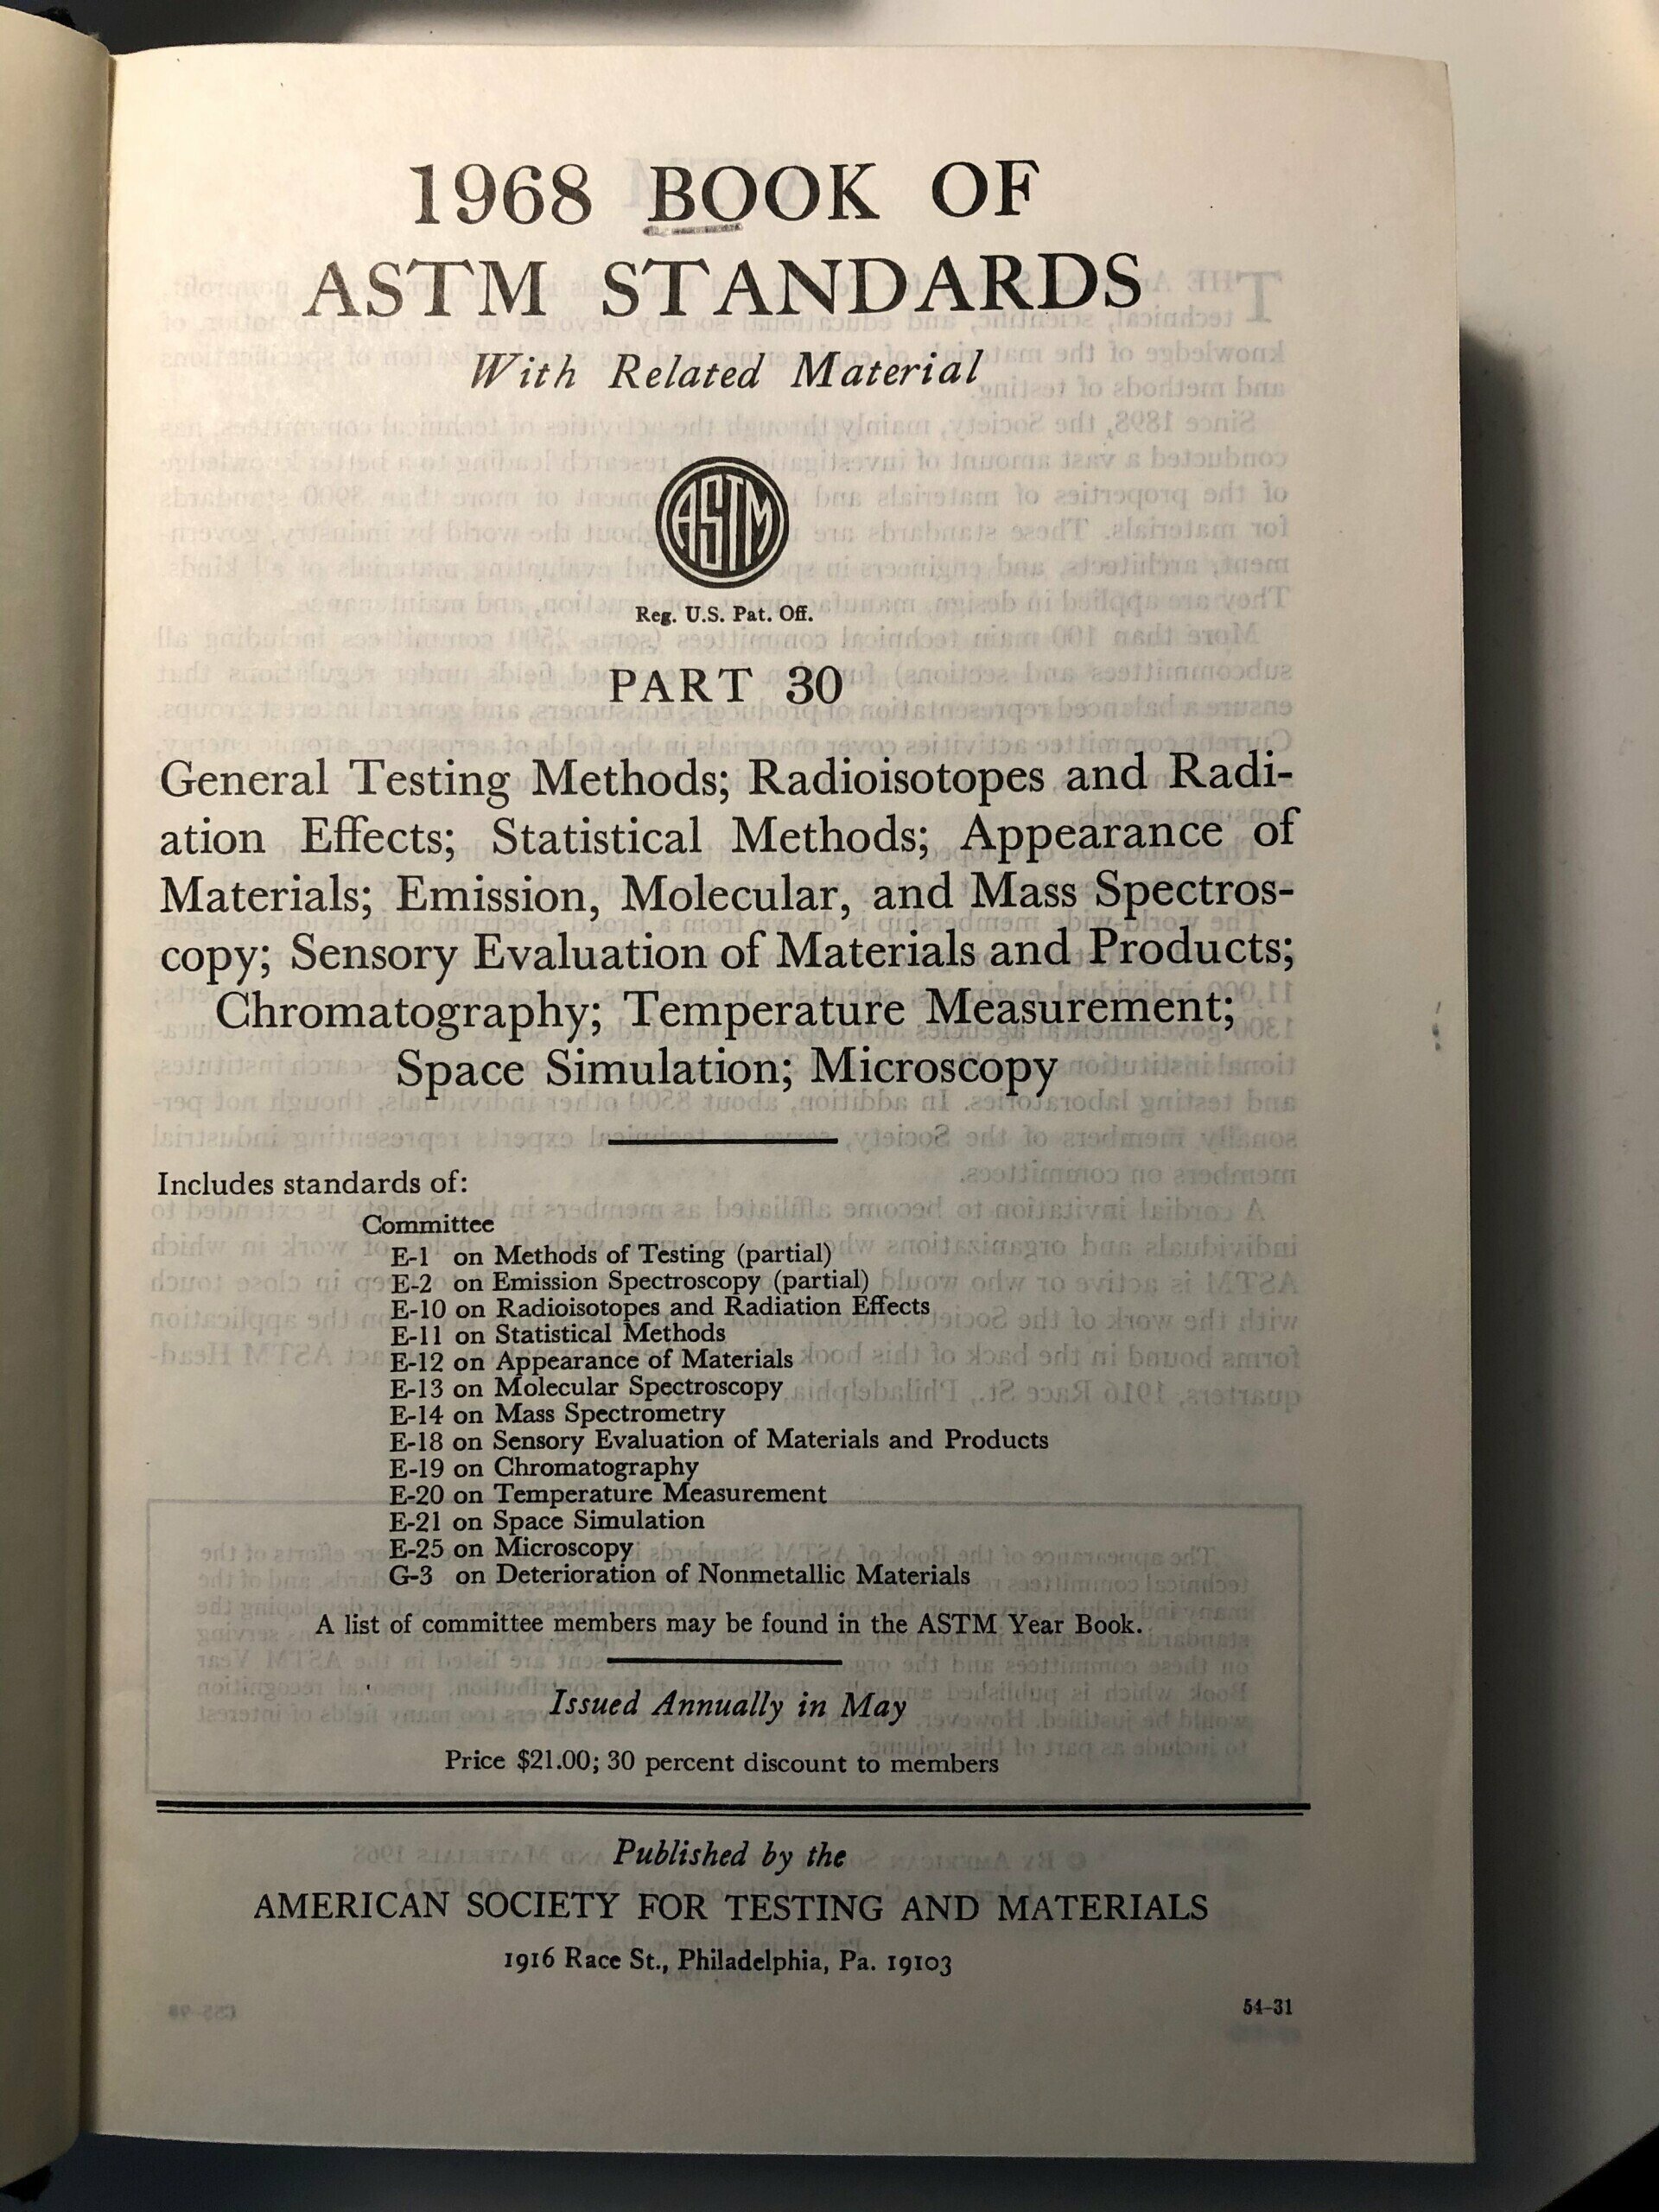 1968 BOOK OF
ASTM STANDARDS
With Related Material
ASTM
Reg. U.S. Pat. Off.
PART 30
General Testing Methods; Radioisotopes and Radi-
ation Effects; Statistical Methods; Appearance of
Materials; Emission, Molecular, and Mass Spectros-
copy; Sensory Evaluation of Materials and Products;
Chromatography; Temperature Measurement;
Space Simulation; Microscopy
Includes standards of:
Committee
E-1 on Methods of Testing (partial)
E-2 on Emission Spectroscopy (partial)
E-10 on Radioisotopes and Radiation Effects
E-11 on Statistical Methods
E-12 on Appearance of Materials
E-13 on Molecular Spectroscopy
E-14 on Mass Spectrometry
E-18 on Sensory Evaluation of Materials and Products
E-19 on Chromatography
E-20 on Temperature Measurement
E-21 on Space Simulation
E-25 on Microscopy
G-3 on Deterioration of Nonmetallic Materials
A list of committee members may be found in the ASTM Year Book.
Issued Annually in May
Price $21.00; 30 percent discount to members
Published by the
AMERICAN SOCIETY FOR TESTING AND MATERIALS
1916 Race St., Philadelphia, Pa. 19103
54-31